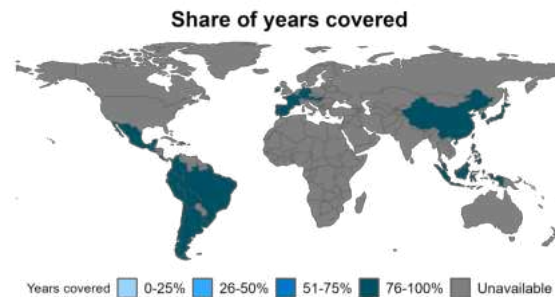 Share of years covered
Years covered 0-25% 26-50% 51-75% 76-100% Unavailable